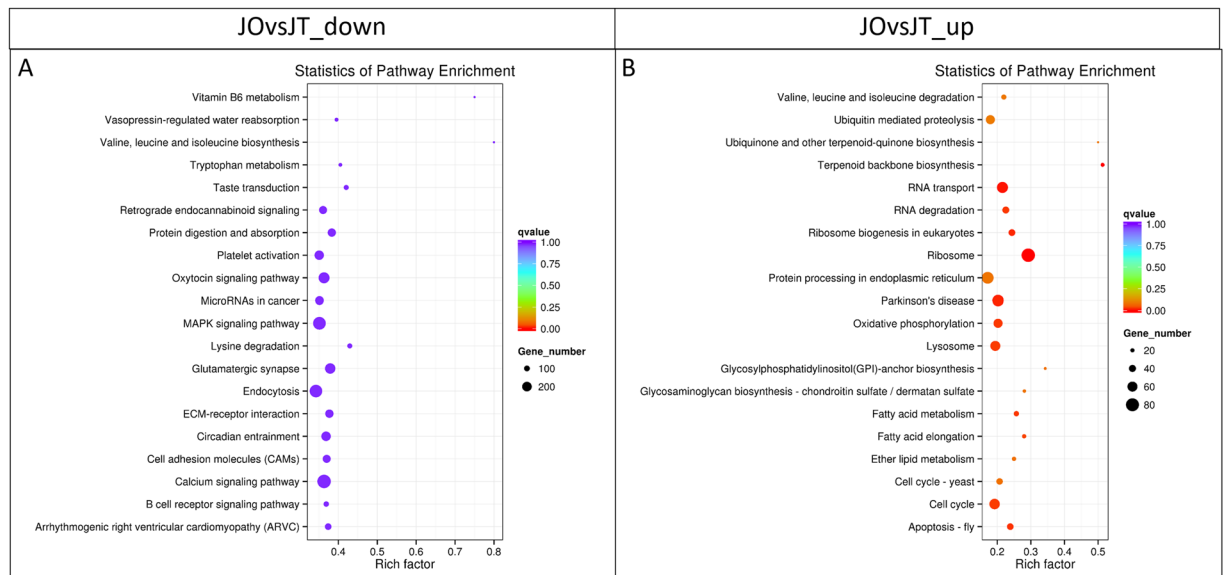 JOvsJT_down
JOvsJT_up
A
Statistics of Pathway Enrichment
Vitamin B6 metabolism
Vasopressin-regulated water reabsorption
Valine, leucine and isoleucine biosynthesis
Tryptophan metabolism
Taste transduction
Retrograde endocannabinoid signaling
Protein digestion and absorption
Platelet activation
Oxytocin signaling pathway
MicroRNAs in cancer
MAPK signaling pathway
Lysine degradation
Glutamatergic synapse
Endocytosis
ECM-receptor interaction
Circadian entrainment
Cell adhesion molecules (CAMs)
Calcium signaling pathway
B cell receptor signaling pathway
Arrhythmogenic right ventricular cardiomyopathy (ARVC)
0.4 0.5 0.6 0.7 0.8
Rich factor
qvalue
1.00
0.75
0.50
0.25
0.00
Gene_number
100
200
B
Statistics of Pathway Enrichment
Valine, leucine and isoleucine degradation
Ubiquitin mediated proteolysis
Ubiquinone and other terpenoid-quinone biosynthesis
Terpenoid backbone biosynthesis
RNA transport
RNA degradation
Ribosome biogenesis in eukaryotes
Ribosome
Protein processing in endoplasmic reticulum
Parkinson's disease
Oxidative phosphorylation
Lysosome
Glycosylphosphatidylinositol(GPI)-anchor biosynthesis
Glycosaminoglycan biosynthesis - chondroitin sulfate / dermatan sulfate
Fatty acid metabolism
Fatty acid elongation
Ether lipid metabolism
Cell cycle - yeast
Cell cycle
Apoptosis - fly
0.2 0.3 0.4 0.5
Rich factor
qvalue
1.00
0.75
0.50
0.25
0.00
Gene_number
20
40
60
80